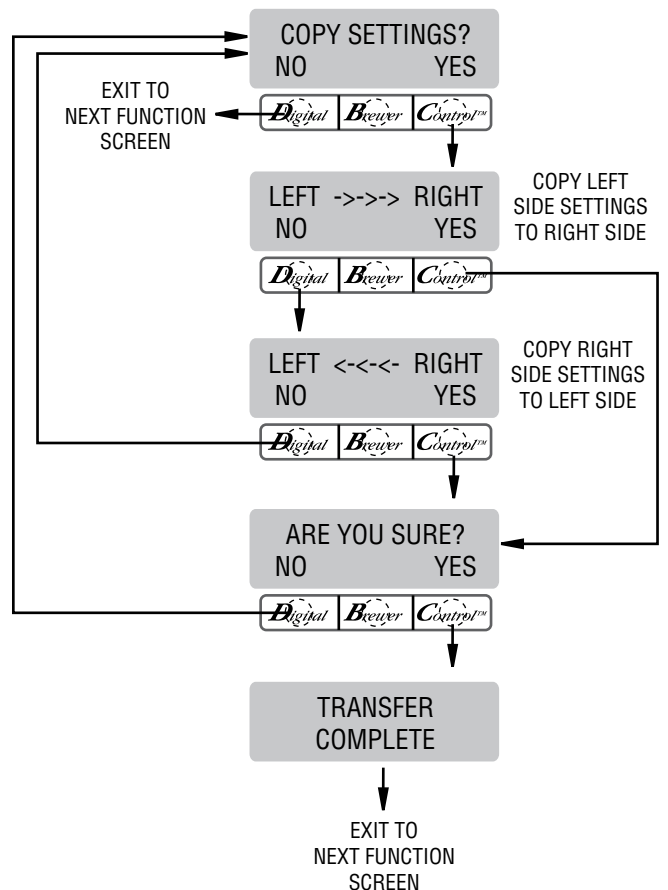 COPY SETTINGS?
NO YES
EXIT TO
NEXT FUNCTION
SCREEN
Digital Brewer Control™
LEFT ->->-> RIGHT
NO YES
COPY LEFT
SIDE SETTINGS
TO RIGHT SIDE
Digital Brewer Control™
LEFT <-<-<- RIGHT
NO YES
COPY RIGHT
SIDE SETTINGS
TO LEFT SIDE
Digital Brewer Control™
ARE YOU SURE?
NO YES
Digital Brewer Control™
TRANSFER
COMPLETE
EXIT TO
NEXT FUNCTION
SCREEN